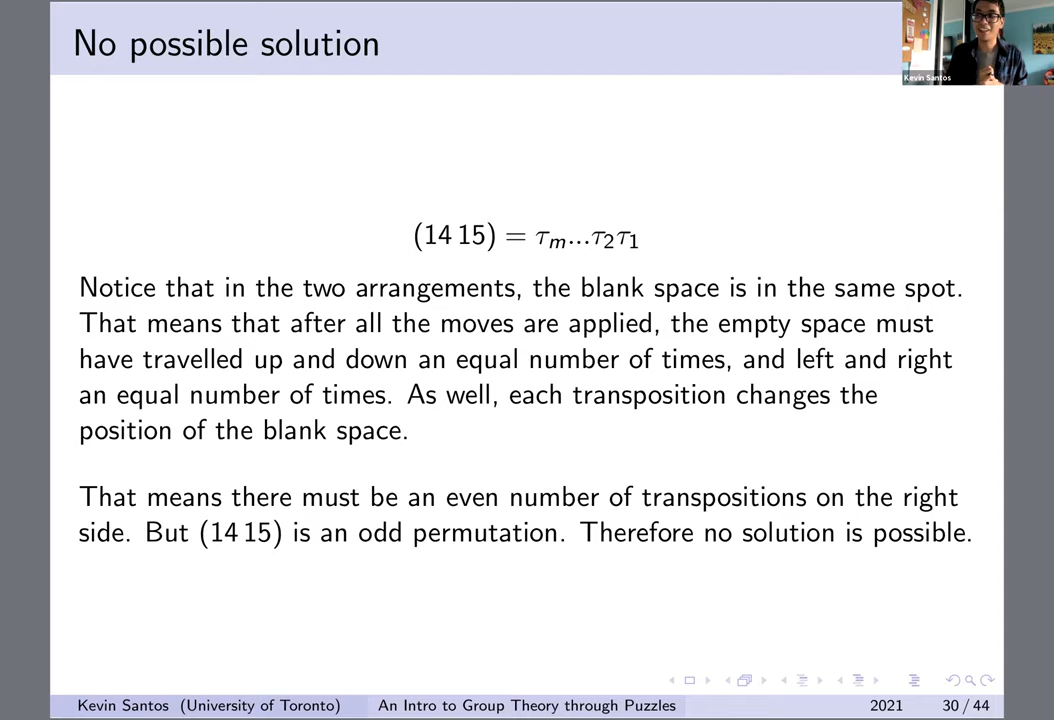 No possible solution
Kevin Santos
(14 15) = τm...τ2τ1
Notice that in the two arrangements, the blank space is in the same spot.
That means that after all the moves are applied, the empty space must
have travelled up and down an equal number of times, and left and right
an equal number of times. As well, each transposition changes the
position of the blank space.
That means there must be an even number of transpositions on the right
side. But (14 15) is an odd permutation. Therefore no solution is possible.
Kevin Santos (University of Toronto) An Intro to Group Theory through Puzzles 2021 30 / 44